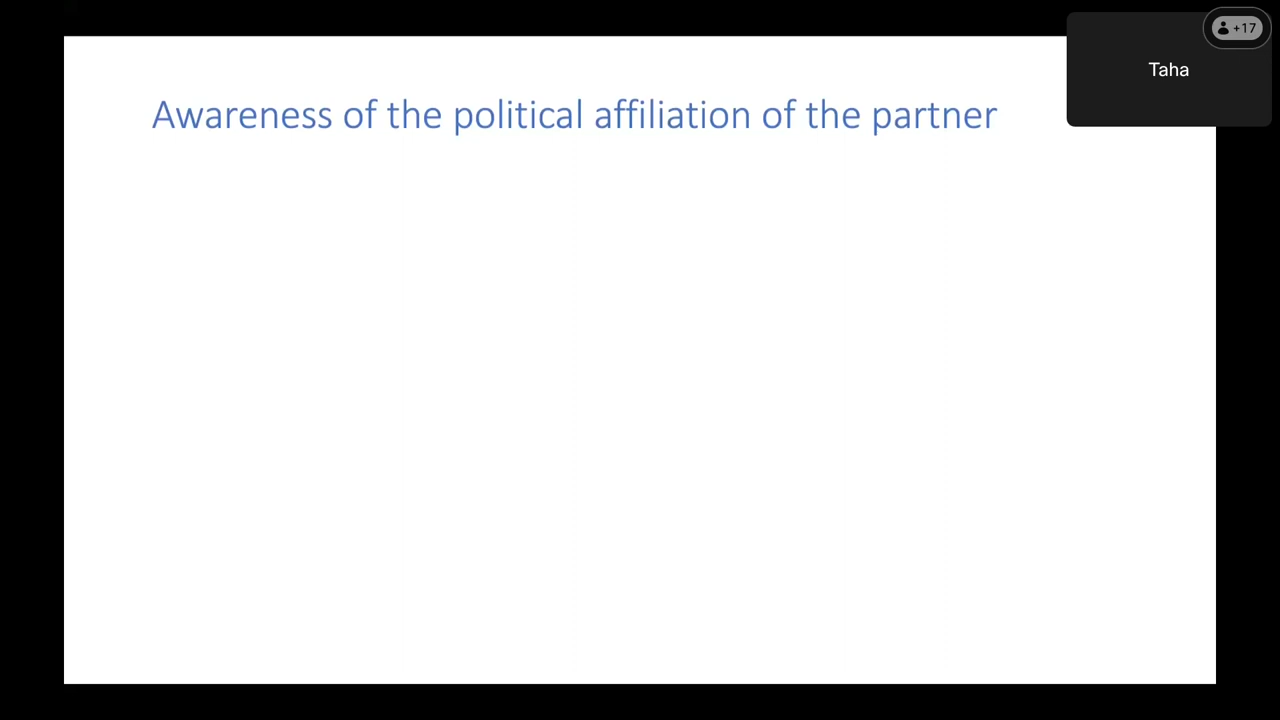 +17
Taha
Awareness of the political affiliation of the partner